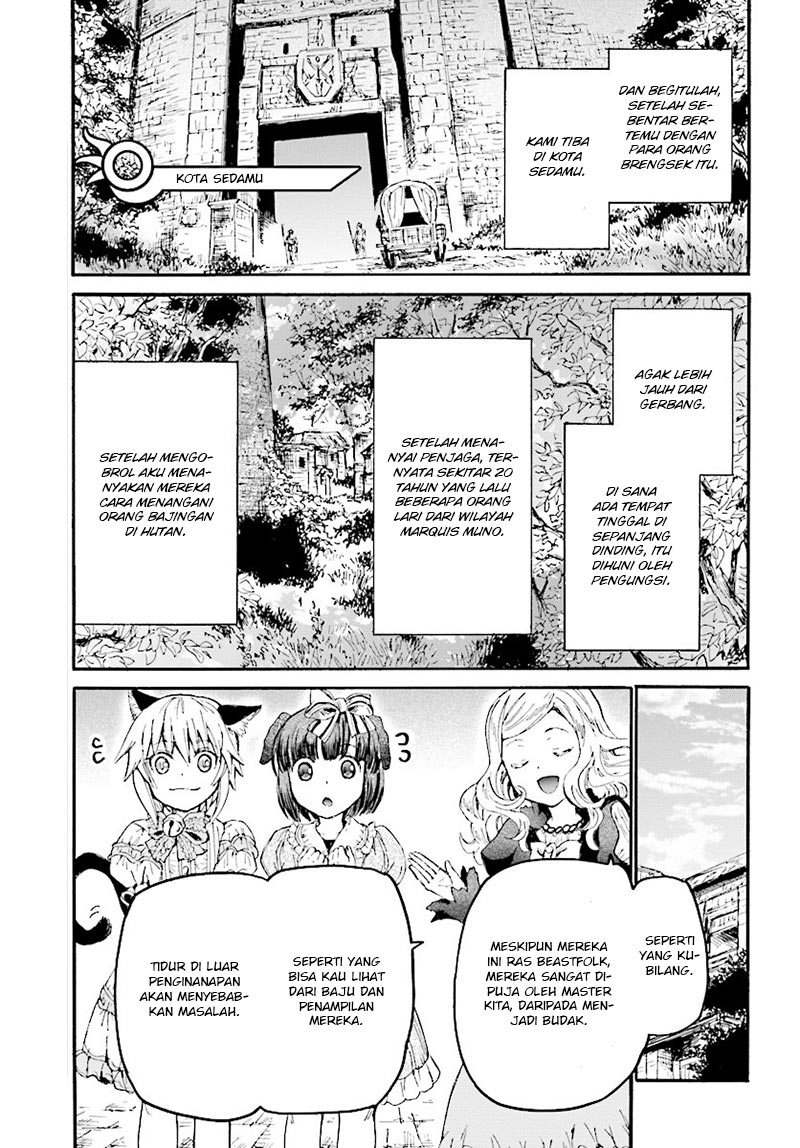 DAN BEGITULAH,
SETELAH SE-
BENTAR BER-
TEMU DENGAN
PARA ORANG
BRENGSEK ITU.
KAMI TIBA
DI KOTA
SEDAMU.
KOTA SEDAMU
AGAK LEBIH
JAUH DARI
GERBANG.
DI SANA
ADA TEMPAT
TINGGAL DI
SEPANJANG
DINDING, ITU
DIHUNI OLEH
PENGUNGSI.
SETELAH MENA-
NYAI PENJAGA, TER-
NYATA SEKITAR 20
TAHUN YANG LALU
BEBERAPA ORANG
LARI DARI WILAYAH
MARQUIS MUNO.
SETELAH MENGO-
BROL AKU MENA-
NYAKAN MEREKA
CARA MENANGANI
ORANG BAJINGAN
DI HUTAN.
SEPERTI
YANG KU-
BILANG.
MESKIPUN MEREKA
INI RAS BEASTFOLK,
MEREKA SANGAT DI-
PUJA OLEH MASTER
KITA, DARIPADA MEN-
JADI BUDAK.
SEPERTI YANG
BISA KAU LIHAT
DARI BAJU DAN
PENAMPILAN
MEREKA.
TIDUR DI LUAR
PENGINANAPAN
AKAN MENYEBAB-
KAN MASALAH.